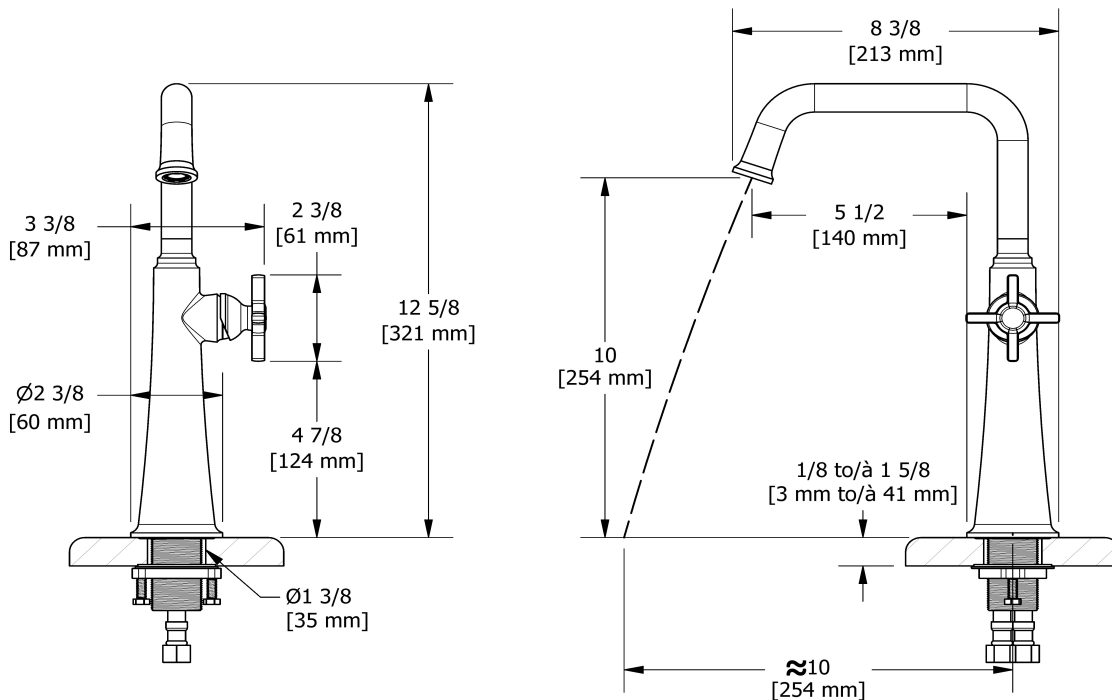 8 3/8
[213 mm]
3 3/8
[87 mm]
2 3/8
[61 mm]
5 1/2
[140 mm]
12 5/8
[321 mm]
10
[254 mm]
Ø2 3/8
[60 mm]
4 7/8
[124 mm]
1/8 to/à 1 5/8
[3 mm to/à 41 mm]
Ø1 3/8
[35 mm]
≈10
[254 mm]